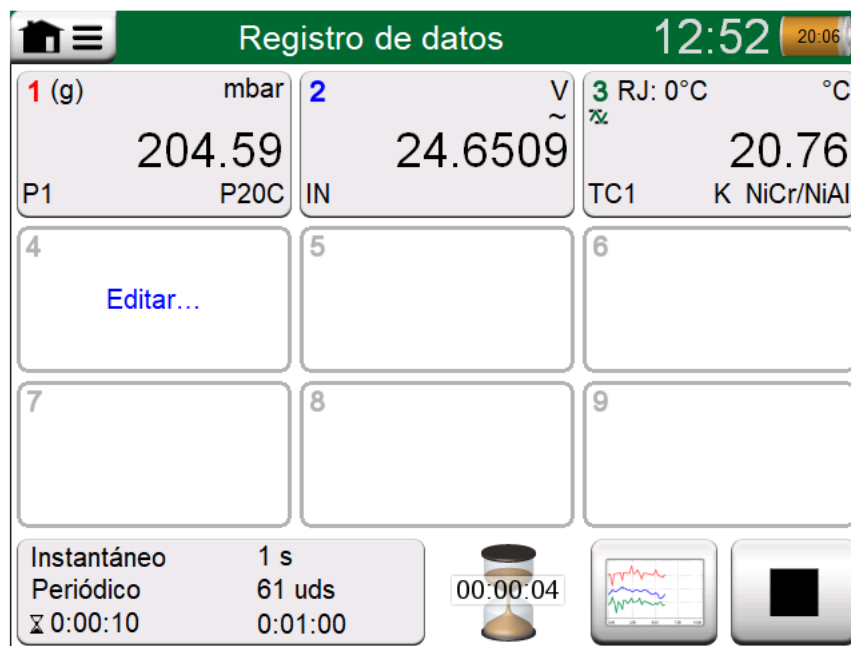 Registro de datos 12:52 20:06
1 (g) mbar
204.59
P1 P20C
2 V
~
24.6509
IN
3 RJ: 0°C °C
20.76
TC1 K NiCr/NiAl
4
Editar...
5
6
7
8
9
Instantáneo 1 s
Periódico 61 uds
0:00:10 0:01:00
00:00:04